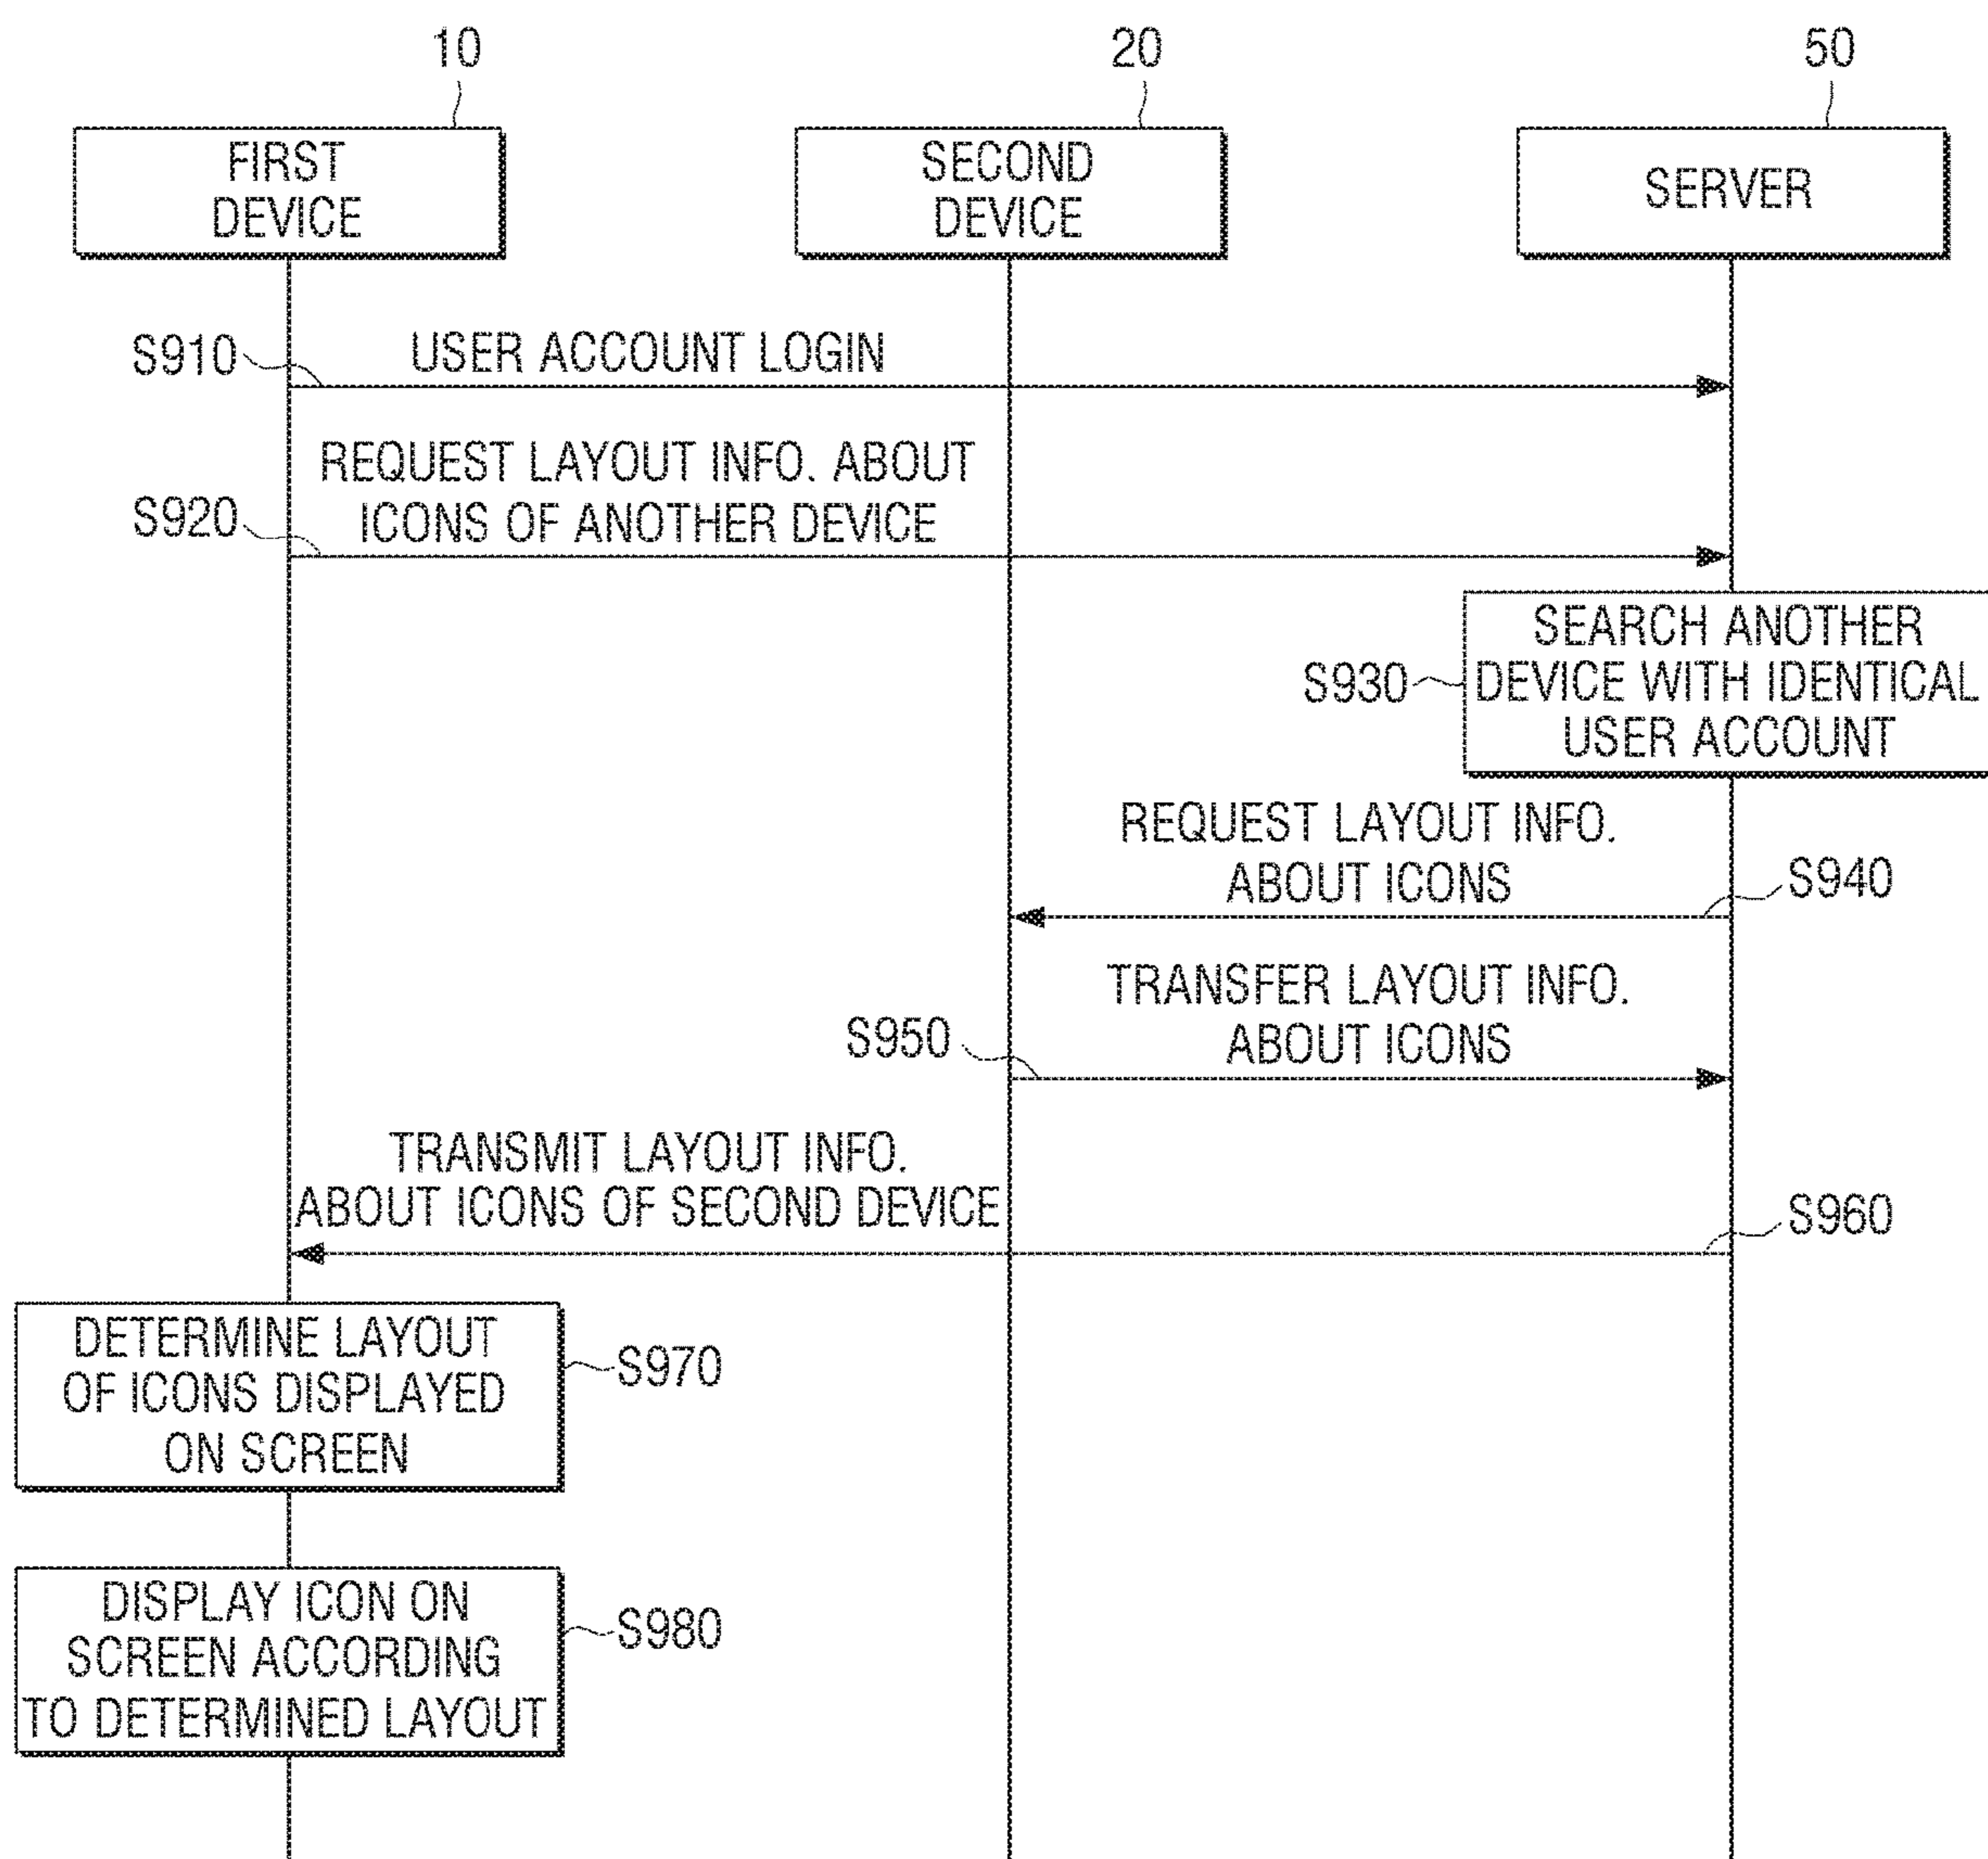 10
20
50
FIRST
DEVICE
SECOND
DEVICE
SERVER
S910
USER ACCOUNT LOGIN
REQUEST LAYOUT INFO. ABOUT
ICONS OF ANOTHER DEVICE
S920
SEARCH ANOTHER
DEVICE WITH IDENTICAL
USER ACCOUNT
S930
REQUEST LAYOUT INFO.
ABOUT ICONS
S940
TRANSFER LAYOUT INFO.
ABOUT ICONS
S950
TRANSMIT LAYOUT INFO.
ABOUT ICONS OF SECOND DEVICE
S960
DETERMINE LAYOUT
OF ICONS DISPLAYED
ON SCREEN
S970
DISPLAY ICON ON
SCREEN ACCORDING
TO DETERMINED LAYOUT
S980